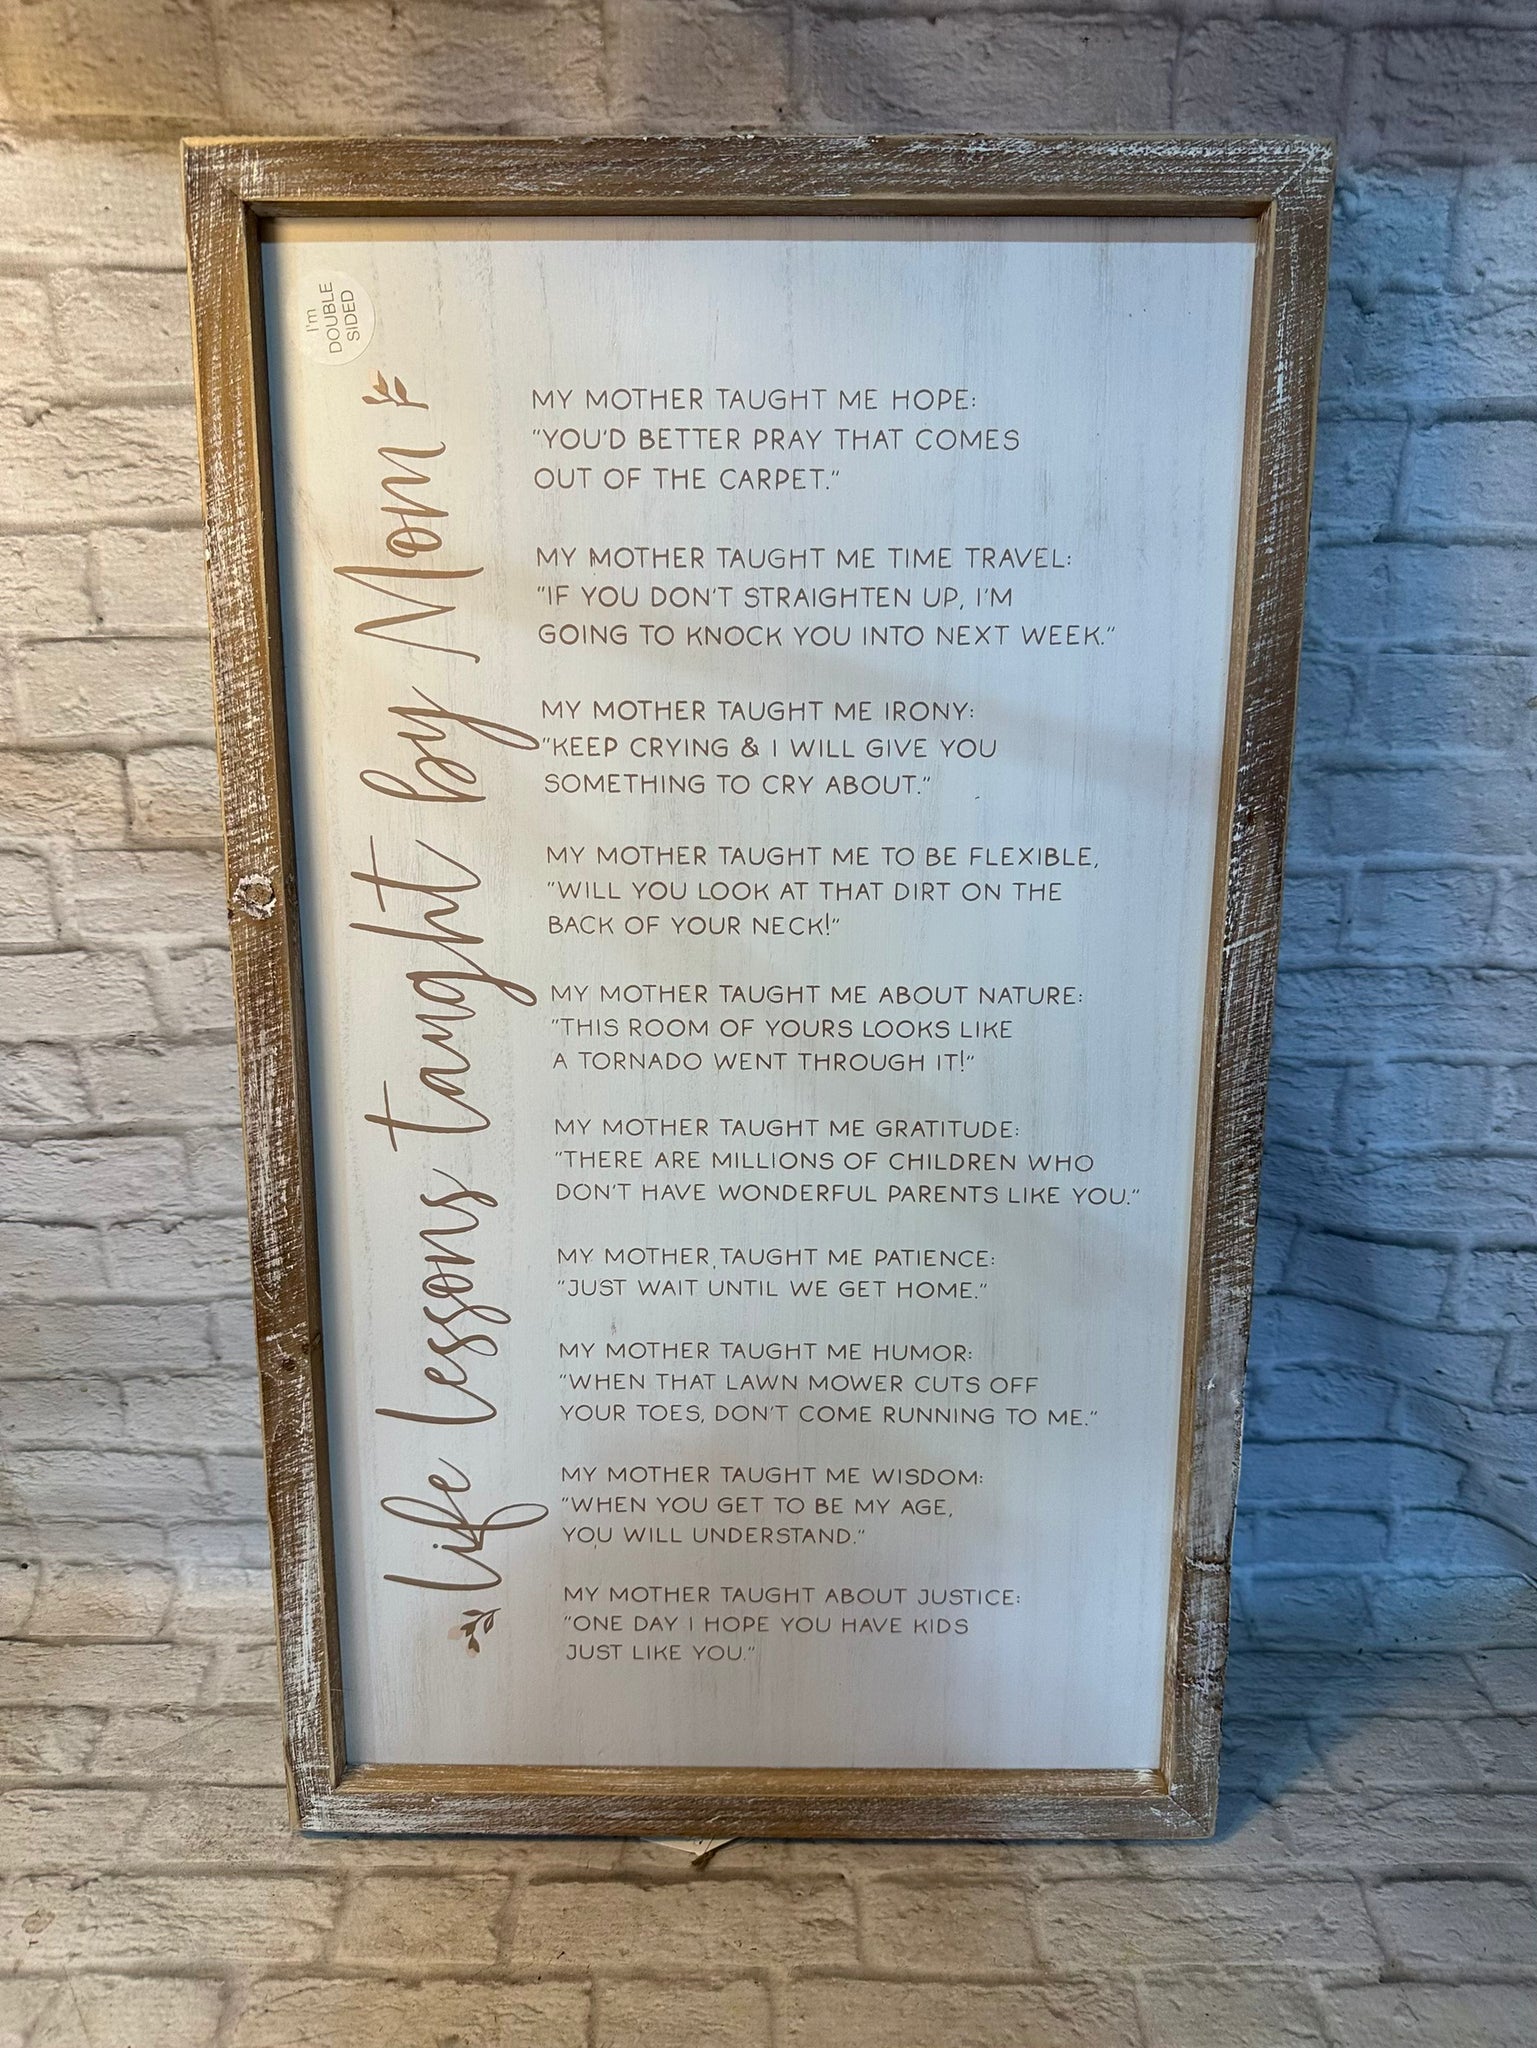 I'm
DOUBLE
SIDED
Life lessons taught by Mom
MY MOTHER TAUGHT ME HOPE:
"YOU'D BETTER PRAY THAT COMES
OUT OF THE CARPET."
MY MOTHER TAUGHT ME TIME TRAVEL:
"IF YOU DON'T STRAIGHTEN UP, I'M
GOING TO KNOCK YOU INTO NEXT WEEK."
MY MOTHER TAUGHT ME IRONY:
"KEEP CRYING & I WILL GIVE YOU
SOMETHING TO CRY ABOUT."
MY MOTHER TAUGHT ME TO BE FLEXIBLE,
"WILL YOU LOOK AT THAT DIRT ON THE
BACK OF YOUR NECK!"
MY MOTHER TAUGHT ME ABOUT NATURE:
"THIS ROOM OF YOURS LOOKS LIKE
A TORNADO WENT THROUGH IT!"
MY MOTHER TAUGHT ME GRATITUDE:
"THERE ARE MILLIONS OF CHILDREN WHO
DON'T HAVE WONDERFUL PARENTS LIKE YOU."
MY MOTHER TAUGHT ME PATIENCE:
"JUST WAIT UNTIL WE GET HOME."
MY MOTHER TAUGHT ME HUMOR:
"WHEN THAT LAWN MOWER CUTS OFF
YOUR TOES, DON'T COME RUNNING TO ME."
MY MOTHER TAUGHT ME WISDOM:
"WHEN YOU GET TO BE MY AGE,
YOU WILL UNDERSTAND."
MY MOTHER TAUGHT ABOUT JUSTICE:
"ONE DAY I HOPE YOU HAVE KIDS
JUST LIKE YOU."